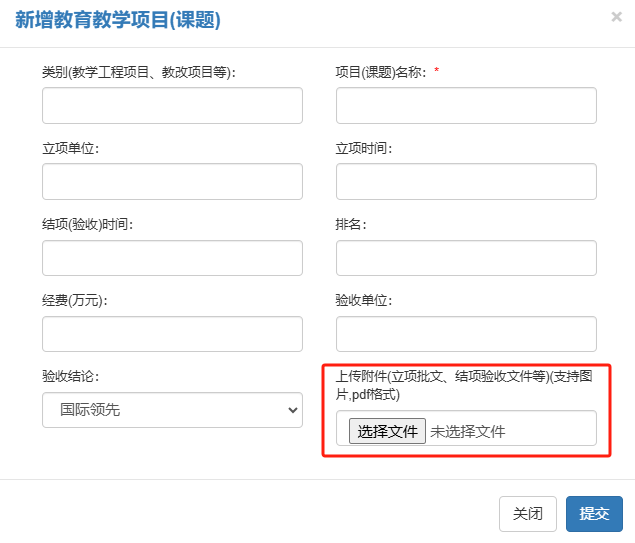 新增教育教学项目(课题)
×
类别(教学工程项目、教改项目等):
项目(课题)名称: *
立项单位:
立项时间:
结项(验收)时间:
排名:
经费(万元):
验收单位:
验收结论:
国际领先
上传附件(立项批文、结项验收文件等)(支持图
片,pdf格式)
选择文件 未选择文件
关闭
提交